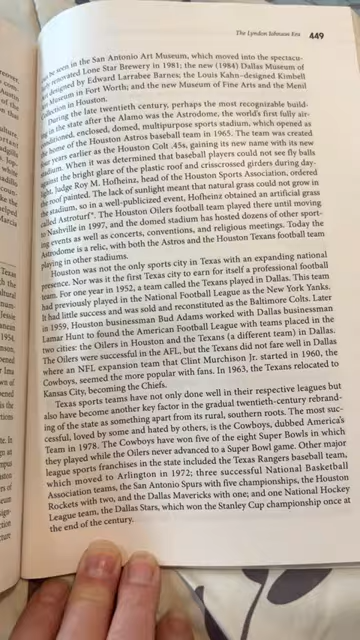 The Lyndon Johnson Era 449
be seen in the San Antonio Art Museum, which moved into the spectacu-
renovated Lone Star Brewery in 1981; the new (1984) Dallas Museum of
designed by Edward Larrabee Barnes; the Louis Kahn–designed Kimbell
Museum in Fort Worth; and the new Museum of Fine Arts and the Menil
Collection in Houston.
During the late twentieth century, perhaps the most recognizable build-
in the state after the Alamo was the Astrodome, the world's first fully air-
conditioned, enclosed, domed, multipurpose sports stadium, which opened as
home of the Houston Astros baseball team in 1965. The team was created
years earlier as the Houston Colt .45s, gaining its new name with its new
When it was determined that baseball players could not see fly balls
against the bright glare of the plastic roof and crisscrossed girders during day-
Judge Roy M. Hofheinz, head of the Sports Association, ordered
the roof painted. The lack of sunlight meant that natural grass could not grow in
the stadium, so in a well-publicized event, Hofheinz obtained an artificial grass
called Astroturf". The Houston Oilers football team played there until moving
to Nashville in 1997, and the domed stadium has hosted dozens of other sport-
ing events as well as concerts, conventions, and religious meetings. Today the
Astrodome is a relic, with both the Astros and the Houston Texans football team
playing in other stadiums.
Houston was not the only sports city in Texas with an expanding national
presence. Nor was it the first Texas city to earn for itself a professional football
team. For one year in 1952, a team called the Texans played in Dallas. This team
had previously played in the National Football League as the New York Yanks.
It had little success and was sold and reconstituted as the Baltimore Colts. Later
in 1959, Houston businessman Bud Adams worked with Dallas businessman
Lamar Hunt to found the American Football League with teams placed in the
two cities: the Oilers in Houston and the Texans (a different team) in Dallas.
The Oilers were successful in the AFL, but the Texans did not fare well in Dallas
where an NFL expansion team that Clint Murchison Jr. started in 1960, the
Cowboys, seemed the more popular with fans. In 1963, the Texans relocated to
Kansas City, becoming the Chiefs.
Texas sports teams have not only done well in their respective leagues but
also have become another key factor in the gradual twentieth-century rebrand-
ing of the state as something apart from its rural, southern roots. The most suc-
cessful, loved by some and hated by others, is the Cowboys, dubbed America's
Team in 1978. The Cowboys have won five of the eight Super Bowls in which
they played while the Oilers never advanced to a Super Bowl game. Other major
league sports franchises in the state included the Texas Rangers baseball team,
which moved to Arlington in 1972; three successful National Basketball
Association teams, the San Antonio Spurs with five championships, the Houston
Rockets with two, and the Dallas Mavericks with one; and one National Hockey
League team, the Dallas Stars, which won the Stanley Cup championship once at
the end of the century.